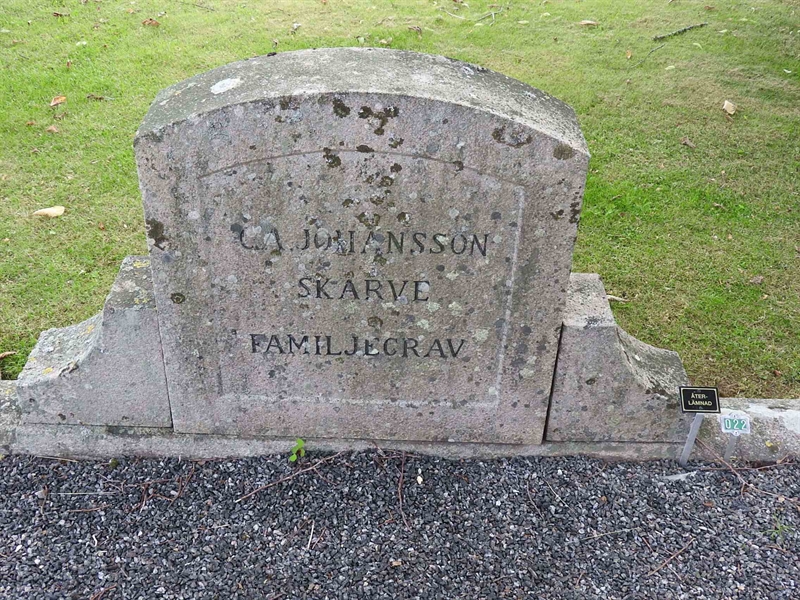 C.A. JOHANSSON
SKARVE
FAMILJEGRAV
ÅTER-
LÄMNAD
022